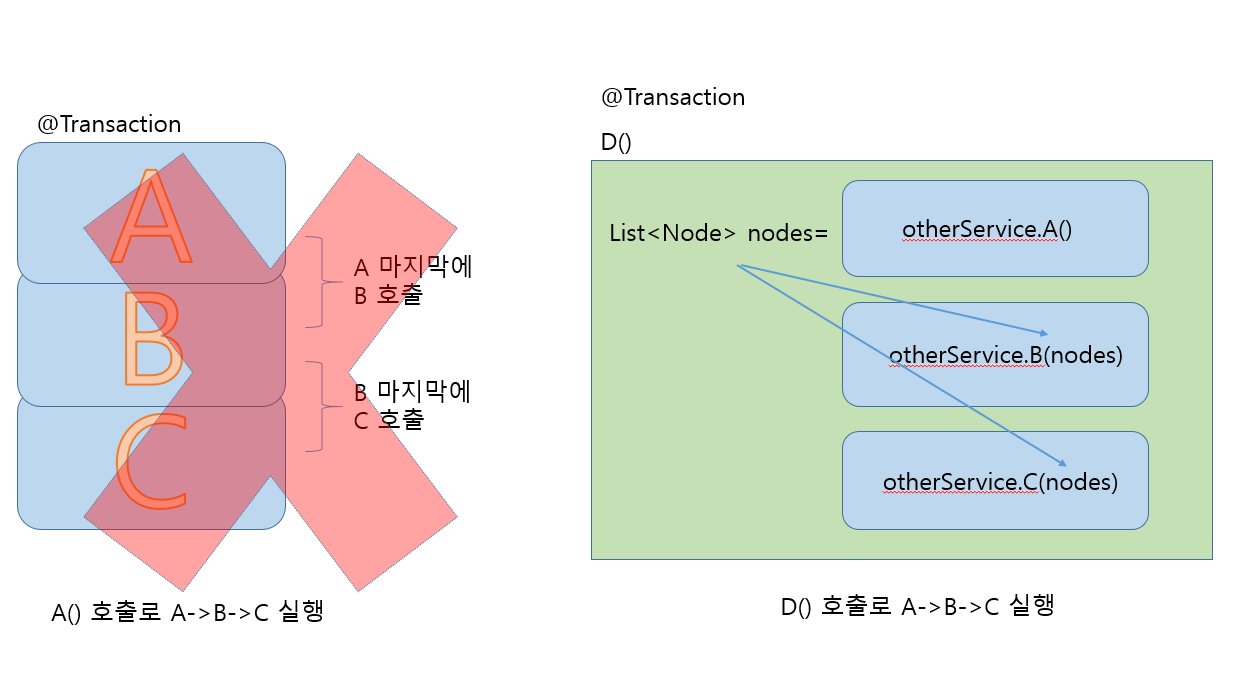 @Transaction
A
B
C
A 마지막에
B 호출
B 마지막에
C 호출
A() 호출로 A->B->C 실행
@Transaction
D()
List<Node> nodes=
otherService.A()
otherService.B(nodes)
otherService.C(nodes)
D() 호출로 A->B->C 실행